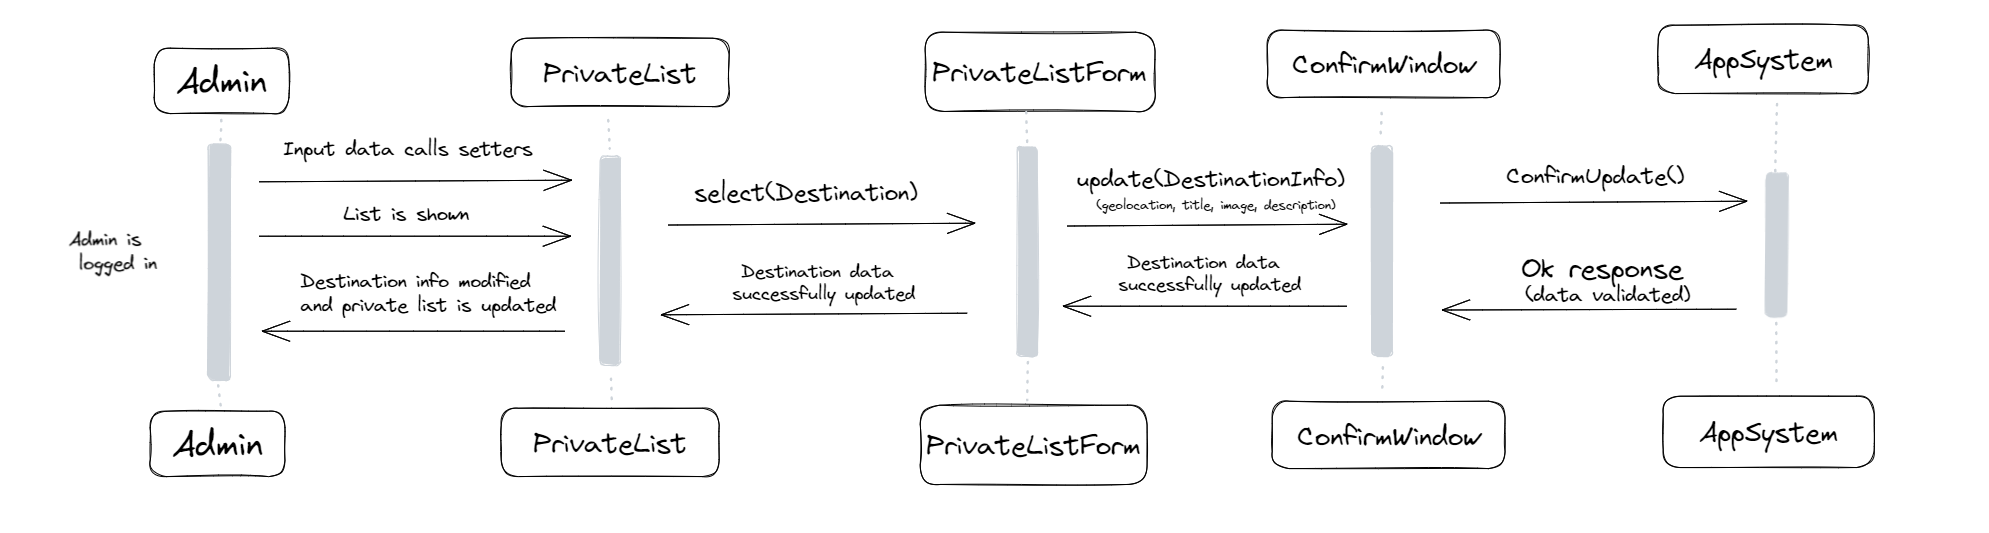 Admin
PrivateList
PrivateListForm
ConfirmWindow
AppSystem
Input data calls setters
List is shown
Admin is
logged in
Destination info modified
and private list is updated
select(Destination)
Destination data
successfully updated
update(DestinationInfo)
(geolocation, title, image, description)
Destination data
successfully updated
ConfirmUpdate()
Ok response
(data validated)
Admin
PrivateList
PrivateListForm
ConfirmWindow
AppSystem